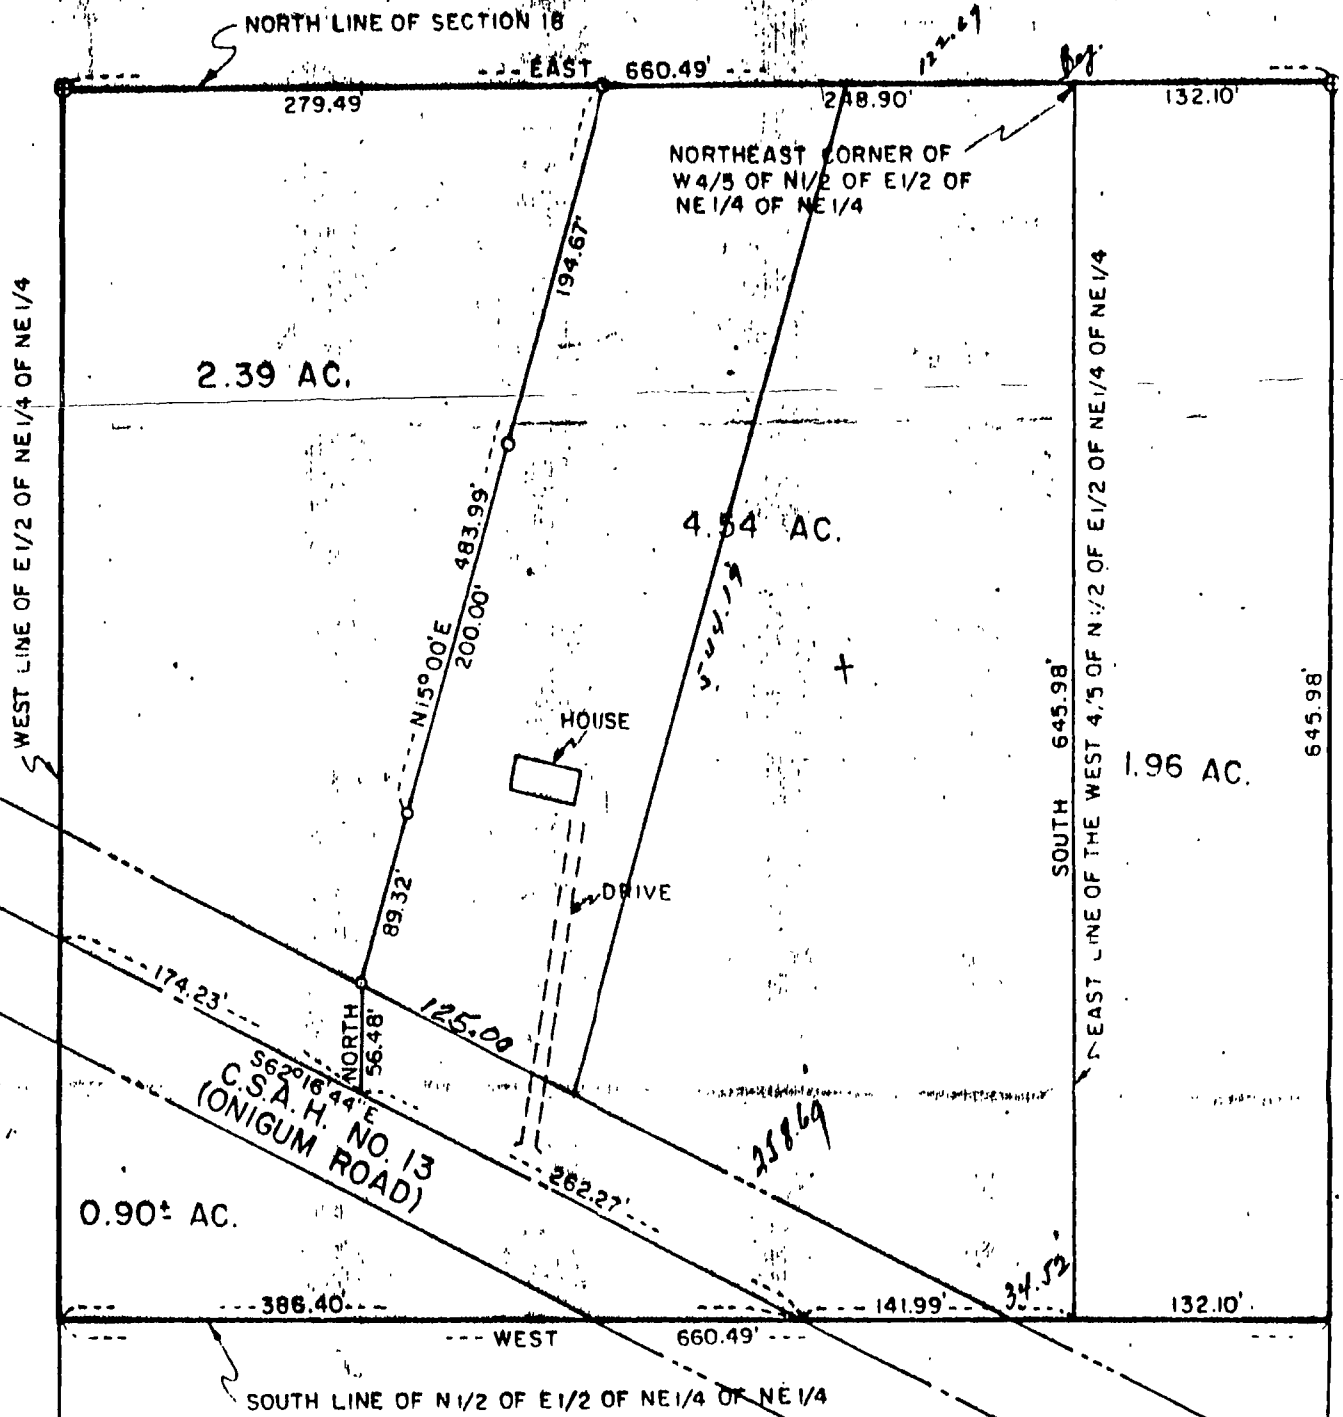 NORTH LINE OF SECTION 18
122.69
Beg.
EAST 660.49'
279.49
248.90'
132.10'
NORTHEAST CORNER OF
W4/5 OF N1/2 OF E1/2 OF
NE1/4 OF NE1/4
194.67'
WEST LINE OF E1/2 OF NE1/4 OF NE1/4
2.39 AC.
EAST LINE OF THE WEST 4/5 OF N1/2 OF E1/2 OF NE1/4 OF NE1/4
483.99'
4.54 AC.
N15°00'E
200.00'
544.19
HOUSE
SOUTH 645.98'
645.98'
1.96 AC.
DRIVE
89.32'
174.23'
NORTH
56.48'
125.00
S62°16'44"E
C.S.A.H. NO. 13
(ONIGUM ROAD)
258.69
262.27'
0.90± AC.
34.52'
386.40'
141.99'
132.10'
WEST 660.49'
SOUTH LINE OF N1/2 OF E1/2 OF NE1/4 OF NE1/4